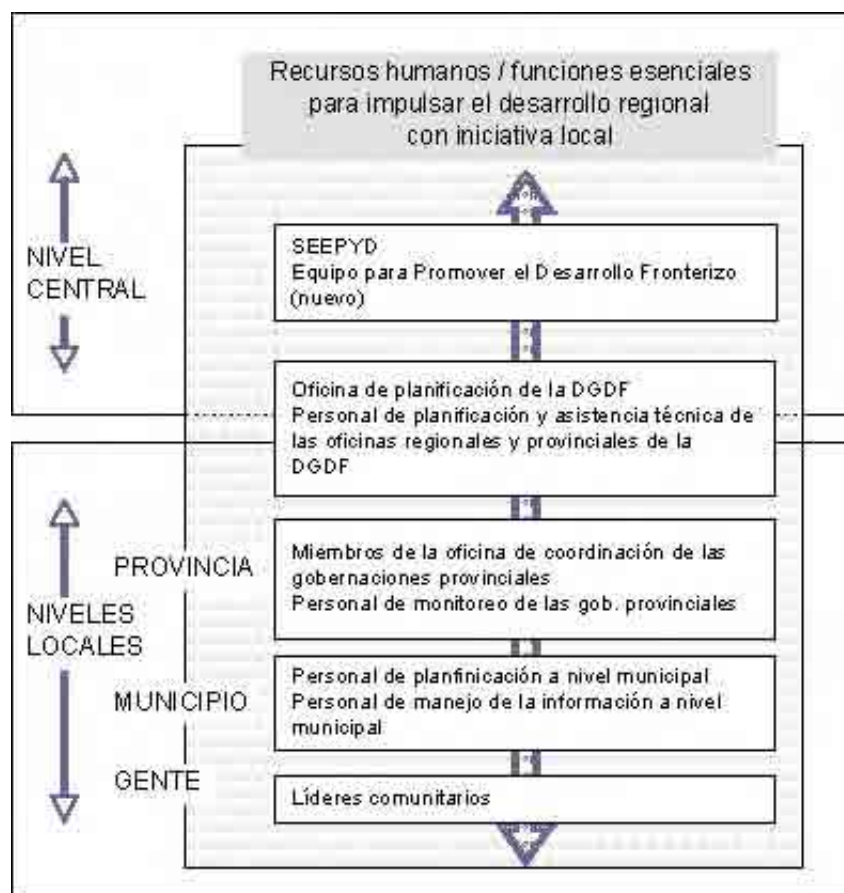 Recursos humanos / funciones esenciales
para impulsar el desarrollo regional
con iniciativa local
NIVEL
CENTRAL
SEEPYD
Equipo para Promover el Desarrollo Fronterizo
(nuevo)
Oficina de planificación de la DGDF
Personal de planificación y asistencia técnica de
las oficinas regionales y provinciales de la
DGDF
NIVELES
LOCALES
PROVINCIA
Miembros de la oficina de coordinación de las
gobernaciones provinciales
Personal de monitoreo de las gob. provinciales
MUNICIPIO
Personal de planfinicación a nivel municipal
Personal de manejo de la información a nivel
municipal
GENTE
Líderes comunitarios